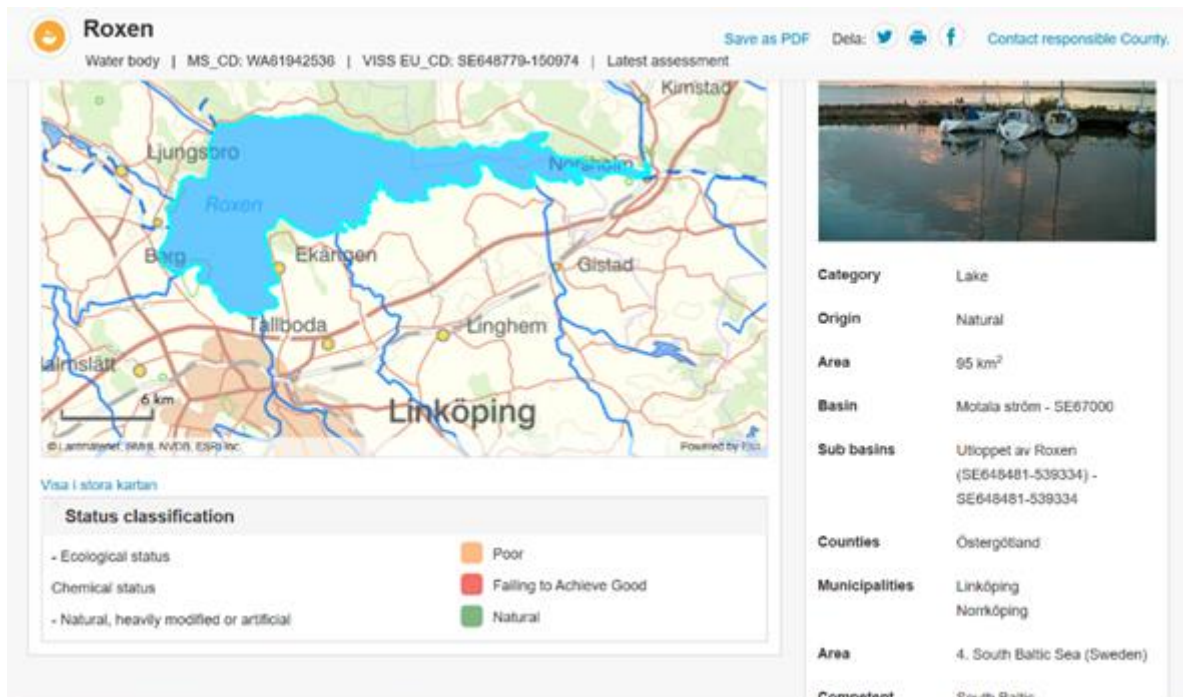 Roxen
Save as PDF
Dela:
Contact responsible County.
Water body | MS_CD: WA61942536 | VISS EU_CD: SE648779-150974 | Latest assessment
Kimstad
Ljungsbro
Norsholm
Roxen
Berg
Ekängen
Gistad
Tallboda
Linghem
6 km
Linköping
Powered by Esri
Visa i stora kartan
Status classification
- Ecological status
Poor
Chemical status
Failing to Achieve Good
- Natural, heavily modified or artificial
Natural
Category Lake
Origin Natural
Area 95 km²
Basin Motala ström - SE67000
Sub basins Utloppet av Roxen
(SE648481-539334) -
SE648481-539334
Counties Östergötland
Municipalities Linköping
Norrköping
Area 4. South Baltic Sea (Sweden)
Competent South Baltic